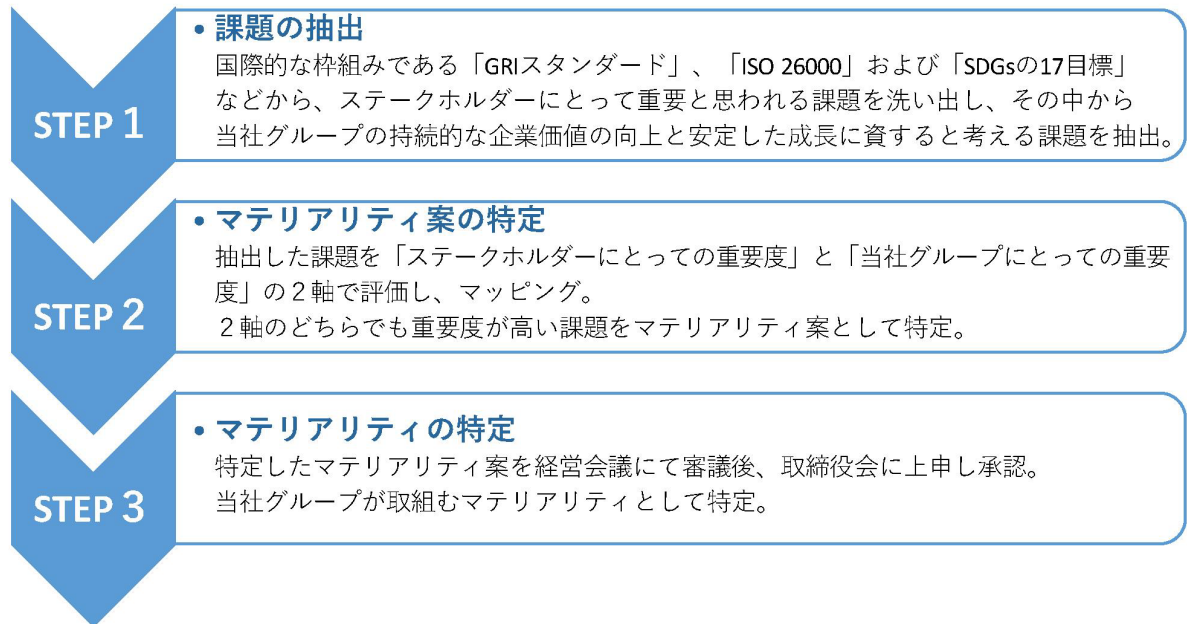 STEP 1
• 課題の抽出
国際的な枠組みである「GRIスタンダード」、「ISO 26000」および「SDGsの17目標」
などから、ステークホルダーにとって重要と思われる課題を洗い出し、その中から
当社グループの持続的な企業価値の向上と安定した成長に資すると考える課題を抽出。
STEP 2
• マテリアリティ案の特定
抽出した課題を「ステークホルダーにとっての重要度」と「当社グループにとっての重要
度」の２軸で評価し、マッピング。
２軸のどちらでも重要度が高い課題をマテリアリティ案として特定。
STEP 3
• マテリアリティの特定
特定したマテリアリティ案を経営会議にて審議後、取締役会に上申し承認。
当社グループが取組むマテリアリティとして特定。